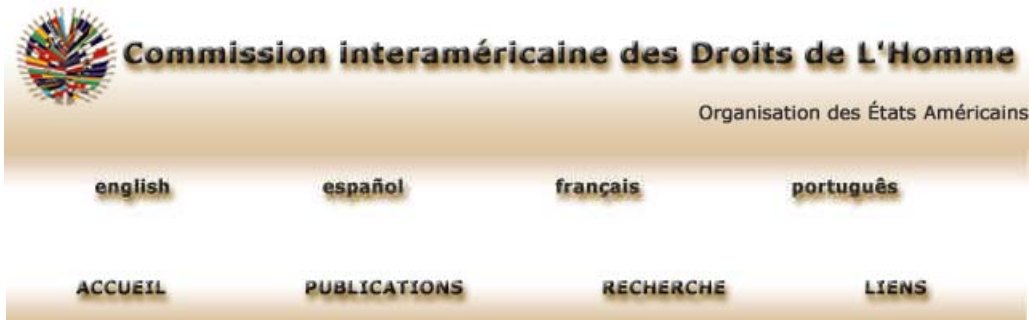 Commission interaméricaine des Droits de L'Homme
Organisation des États Américains
english español français português
ACCUEIL PUBLICATIONS RECHERCHE LIENS